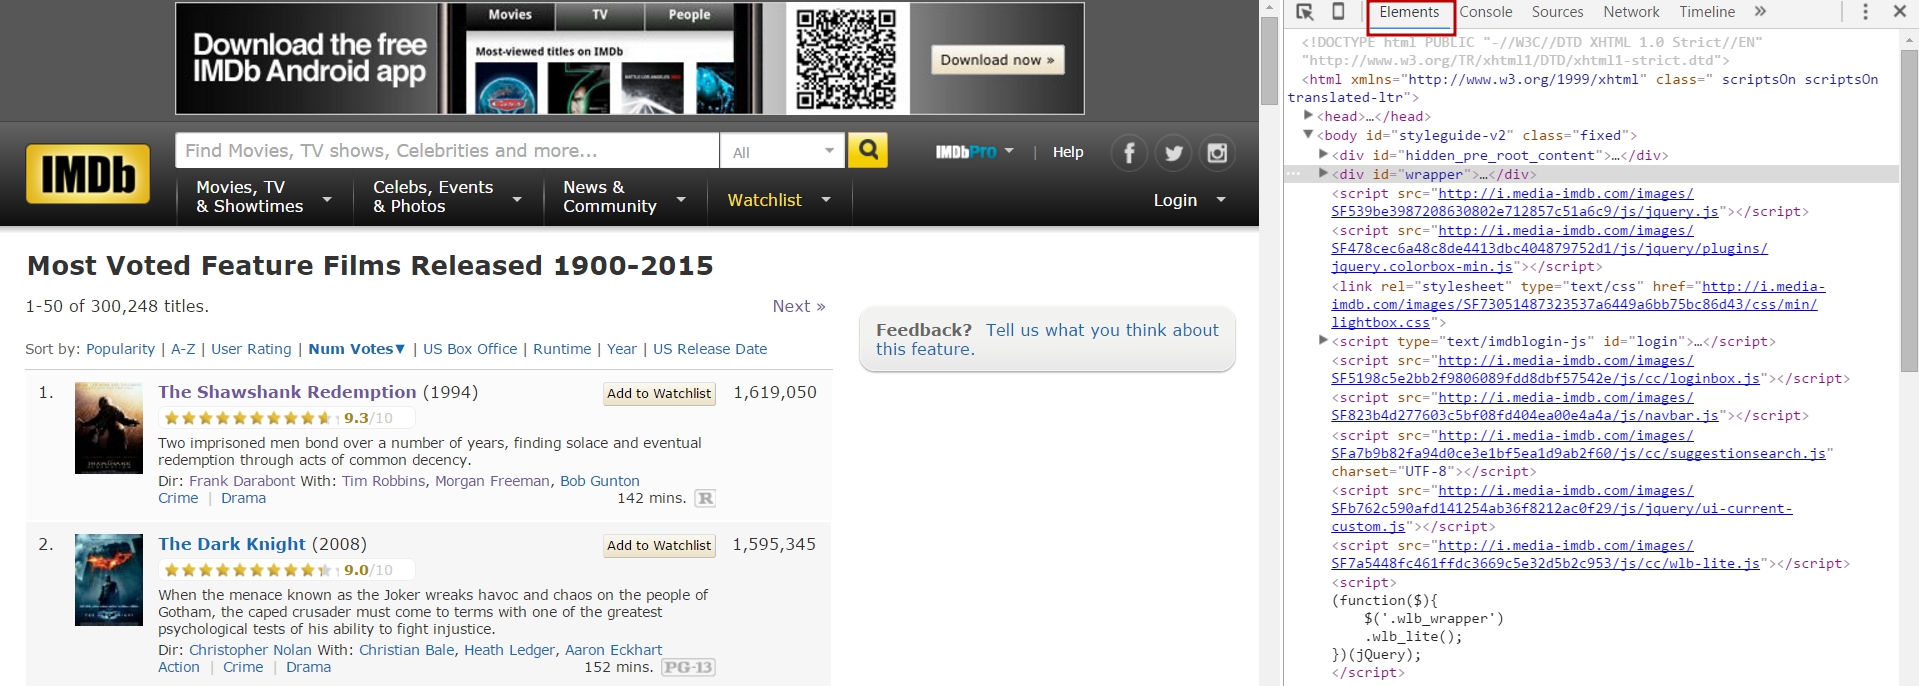 Movies TV People
Download the free
IMDb Android app
Most-viewed titles on IMDb
Download now »
IMDb
Find Movies, TV shows, Celebrities and more...
All
IMDbPro
Help
Movies, TV
& Showtimes
Celebs, Events
& Photos
News &
Community
Watchlist
Login
Most Voted Feature Films Released 1900-2015
1-50 of 300,248 titles.
Next »
Feedback? Tell us what you think about
this feature.
Sort by: Popularity | A-Z | User Rating | Num Votes▼ | US Box Office | Runtime | Year | US Release Date
1. The Shawshank Redemption (1994) Add to Watchlist 1,619,050
9.3/10
Two imprisoned men bond over a number of years, finding solace and eventual
redemption through acts of common decency.
Dir: Frank Darabont With: Tim Robbins, Morgan Freeman, Bob Gunton
Crime | Drama 142 mins. R
2. The Dark Knight (2008) Add to Watchlist 1,595,345
9.0/10
When the menace known as the Joker wreaks havoc and chaos on the people of
Gotham, the caped crusader must come to terms with one of the greatest
psychological tests of his ability to fight injustice.
Dir: Christopher Nolan With: Christian Bale, Heath Ledger, Aaron Eckhart
Action | Crime | Drama 152 mins. PG-13
Elements Console Sources Network Timeline »
<!DOCTYPE html PUBLIC "-//W3C//DTD XHTML 1.0 Strict//EN"
"http://www.w3.org/TR/xhtml1/DTD/xhtml1-strict.dtd">
<html xmlns="http://www.w3.org/1999/xhtml" class=" scriptsOn scriptsOn
translated-ltr">
▶<head>…</head>
▼<body id="styleguide-v2" class="fixed">
▶<div id="hidden_pre_root_content">…</div>
▶<div id="wrapper">…</div>
<script src="http://i.media-imdb.com/images/
SF539be3987208630802e712857c51a6c9/js/jquery.js"></script>
<script src="http://i.media-imdb.com/images/
SF478cec6a48c8de4413dbc404879752d1/js/jquery/plugins/
jquery.colorbox-min.js"></script>
<link rel="stylesheet" type="text/css" href="http://i.media-
imdb.com/images/SF73051487323537a6449a6bb75bc86d43/css/min/
lightbox.css">
▶<script type="text/imdblogin-js" id="login">…</script>
<script src="http://i.media-imdb.com/images/
SF5198c5e2bb2f9806089fdd8dbf57542e/js/cc/loginbox.js"></script>
<script src="http://i.media-imdb.com/images/
SF823b4d277603c5bf08fd404ea00e4a4a/js/navbar.js"></script>
<script src="http://i.media-imdb.com/images/
SFa7b9b82fa94d0ce3e1bf5ea1d9ab2f60/js/cc/suggestionsearch.js"
charset="UTF-8"></script>
<script src="http://i.media-imdb.com/images/
SFb762c590afd141254ab36f8212ac0f29/js/jquery/ui-current-
custom.js"></script>
<script src="http://i.media-imdb.com/images/
SF7a5448fc461ffdc3669c5e32d5b2c953/js/cc/wlb-lite.js"></script>
<script>
(function($){
$('.wlb_wrapper')
.wlb_lite();
})(jQuery);
</script>